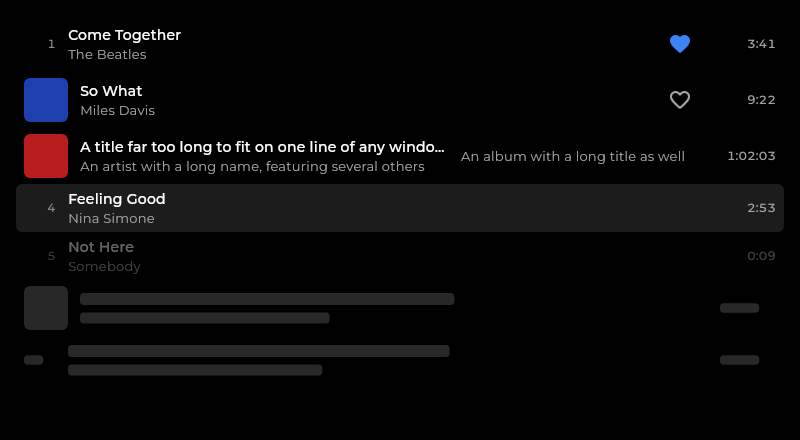 1
Come Together
The Beatles
3:41
So What
Miles Davis
9:22
A title far too long to fit on one line of any windo...
An artist with a long name, featuring several others
An album with a long title as well
1:02:03
4
Feeling Good
Nina Simone
2:53
5
Not Here
Somebody
0:09